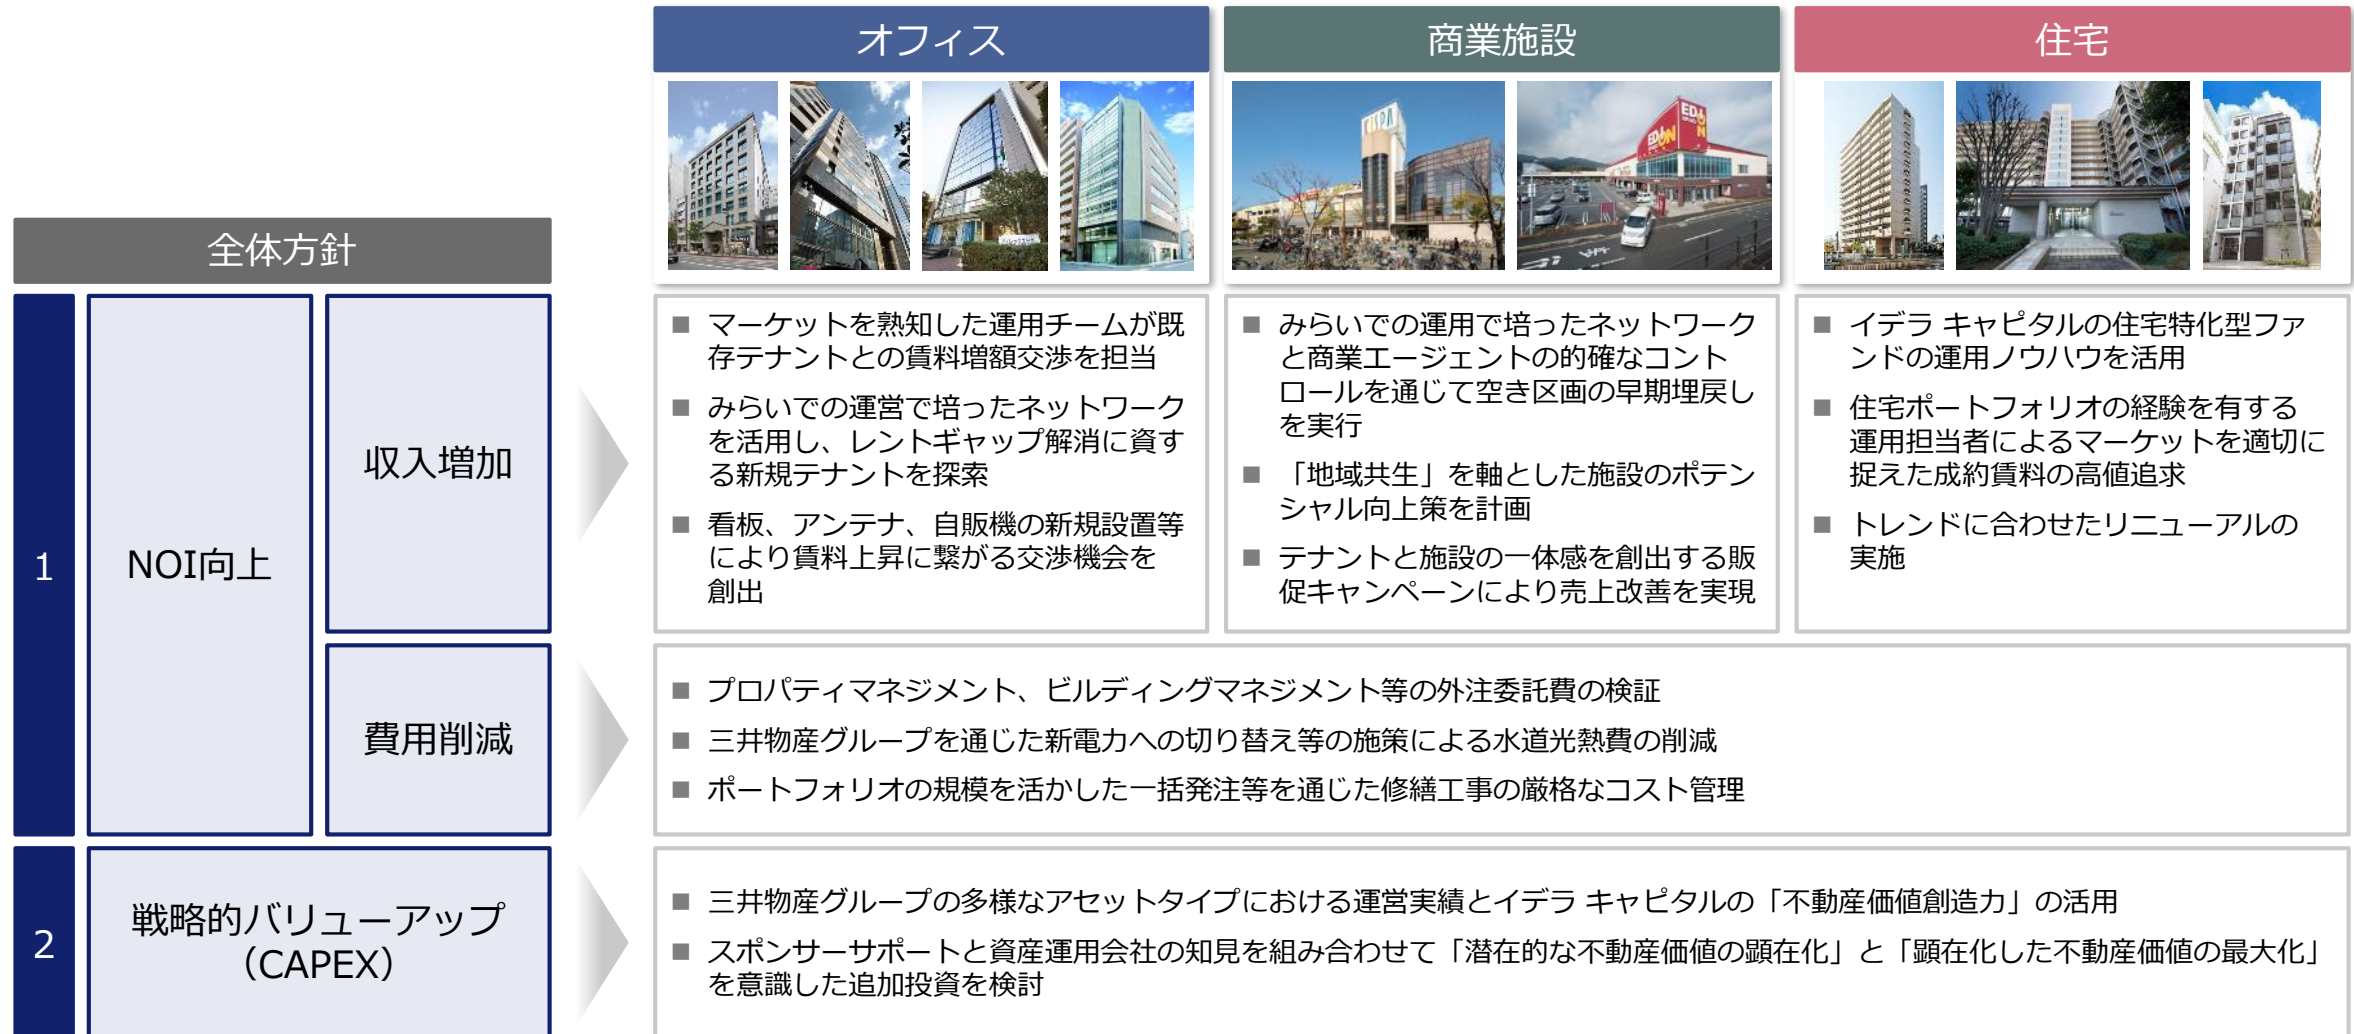 オフィス
商業施設
住宅
CiSPA
EDION
EDION
全体方針
1
NOI向上
収入増加
マーケットを熟知した運用チームが既
存テナントとの賃料増額交渉を担当
みらいでの運営で培ったネットワーク
を活用し、レントギャップ解消に資す
る新規テナントを探索
看板、アンテナ、自販機の新規設置等
により賃料上昇に繋がる交渉機会を
創出
みらいでの運用で培ったネットワーク
と商業エージェントの的確なコント
ロールを通じて空き区画の早期埋戻し
を実行
「地域共生」を軸とした施設のポテン
シャル向上策を計画
テナントと施設の一体感を創出する販
促キャンペーンにより売上改善を実現
イデラ キャピタルの住宅特化型ファ
ンドの運用ノウハウを活用
住宅ポートフォリオの経験を有する
運用担当者によるマーケットを適切に
捉えた成約賃料の高値追求
トレンドに合わせたリニューアルの
実施
費用削減
プロパティマネジメント、ビルディングマネジメント等の外注委託費の検証
三井物産グループを通じた新電力への切り替え等の施策による水道光熱費の削減
ポートフォリオの規模を活かした一括発注等を通じた修繕工事の厳格なコスト管理
2
戦略的バリューアップ
（CAPEX）
三井物産グループの多様なアセットタイプにおける運営実績とイデラ キャピタルの「不動産価値創造力」の活用
スポンサーサポートと資産運用会社の知見を組み合わせて「潜在的な不動産価値の顕在化」と「顕在化した不動産価値の最大化」
を意識した追加投資を検討